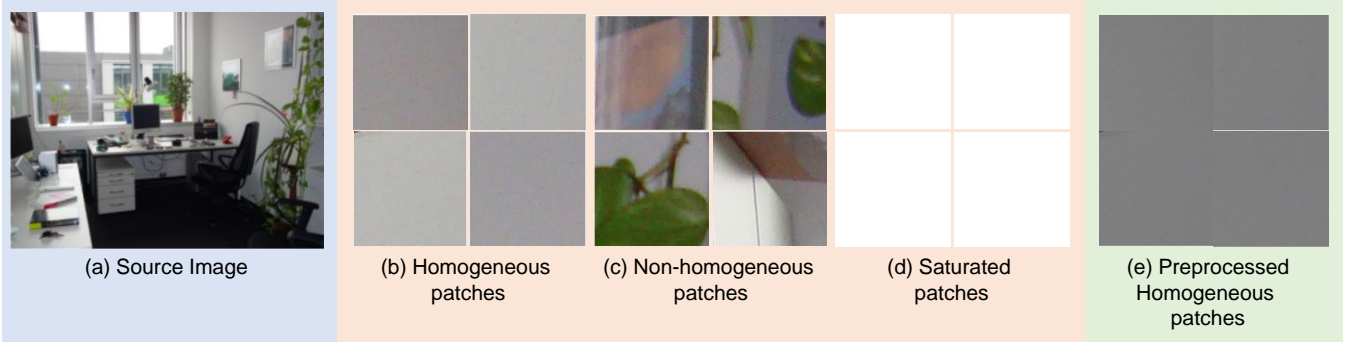 (a) Source Image
(b) Homogeneous
patches
(c) Non-homogeneous
patches
(d) Saturated
patches
(e) Preprocessed
Homogeneous
patches